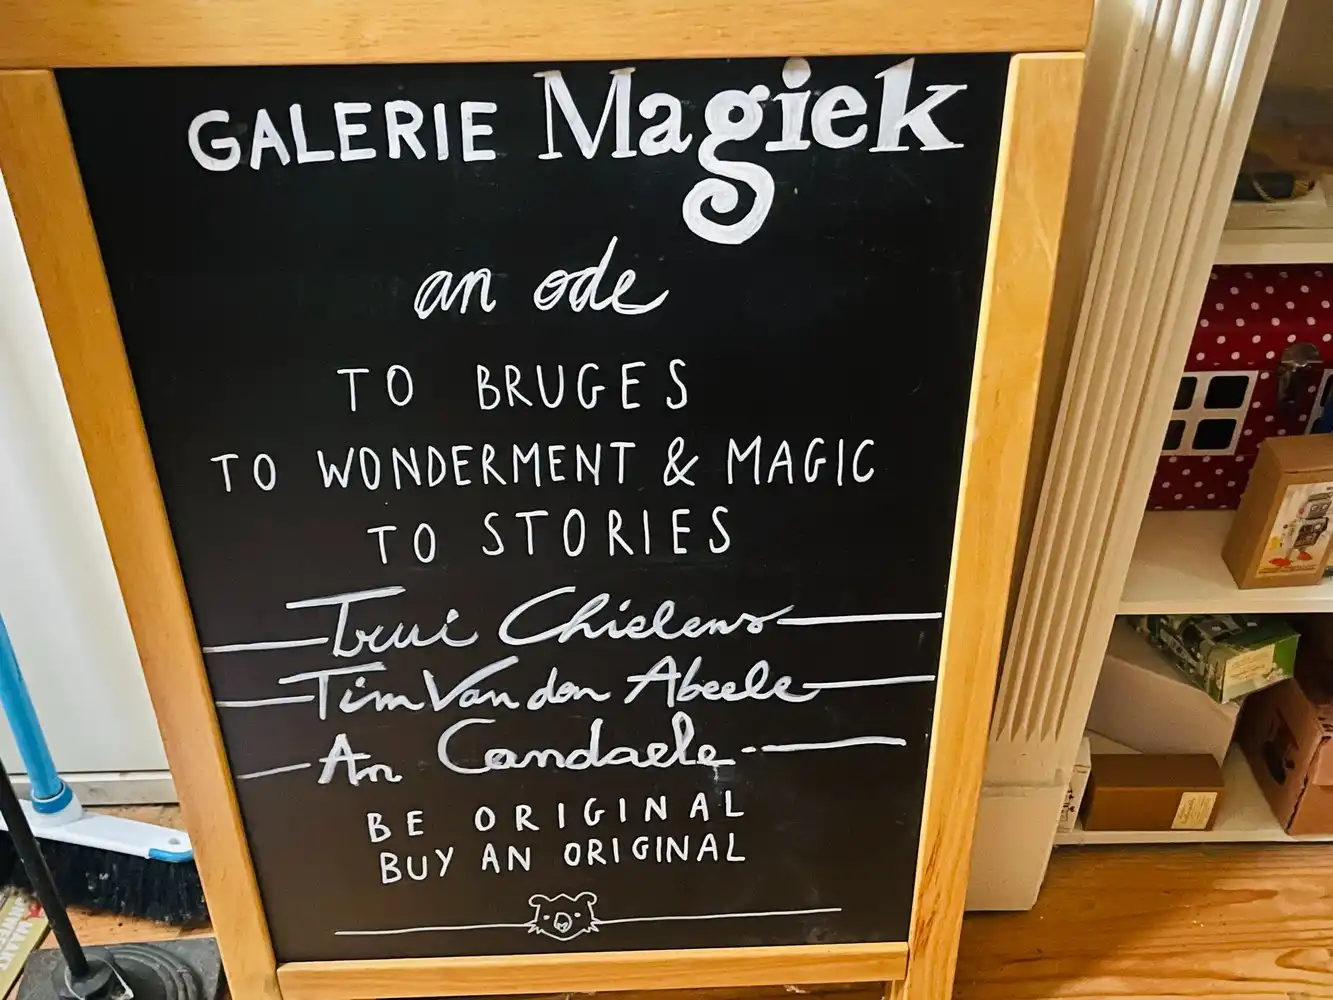 GALERIE Magiek
an ode
TO BRUGES
TO WONDERMENT & MAGIC
TO STORIES
Trui Chielens
Tim Van den Abeele
An Candaele
BE ORIGINAL
BUY AN ORIGINAL